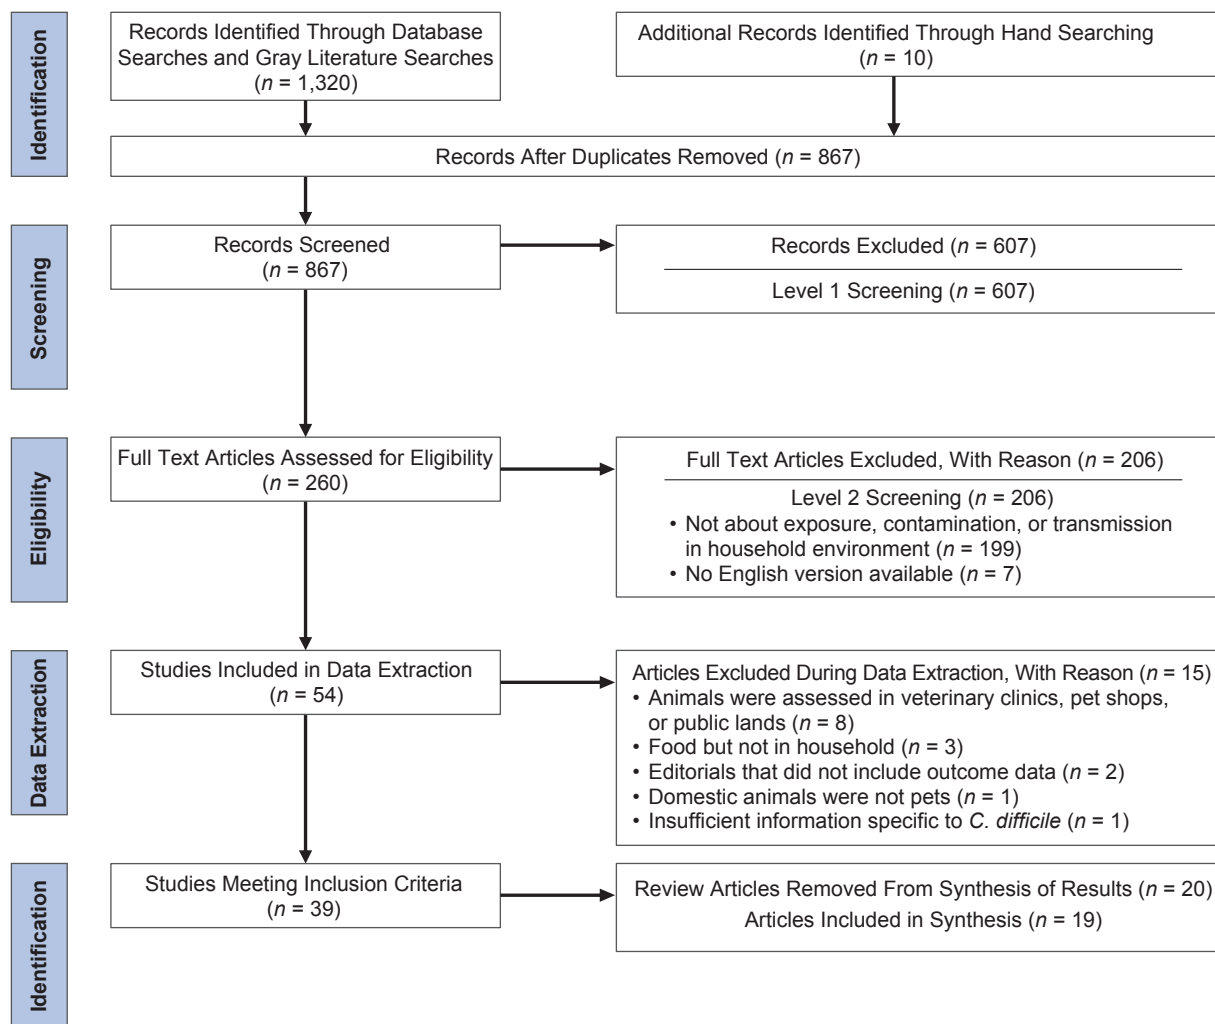 Identification
Records Identified Through Database
Searches and Gray Literature Searches
(n = 1,320)
Additional Records Identified Through Hand Searching
(n = 10)
Records After Duplicates Removed (n = 867)
Screening
Records Screened
(n = 867)
Records Excluded (n = 607)
Level 1 Screening (n = 607)
Eligibility
Full Text Articles Assessed for Eligibility
(n = 260)
Full Text Articles Excluded, With Reason (n = 206)
Level 2 Screening (n = 206)
• Not about exposure, contamination, or transmission
in household environment (n = 199)
• No English version available (n = 7)
Data Extraction
Studies Included in Data Extraction
(n = 54)
Articles Excluded During Data Extraction, With Reason (n = 15)
• Animals were assessed in veterinary clinics, pet shops,
or public lands (n = 8)
• Food but not in household (n = 3)
• Editorials that did not include outcome data (n = 2)
• Domestic animals were not pets (n = 1)
• Insufficient information specific to C. difficile (n = 1)
Identification
Studies Meeting Inclusion Criteria
(n = 39)
Review Articles Removed From Synthesis of Results (n = 20)
Articles Included in Synthesis (n = 19)